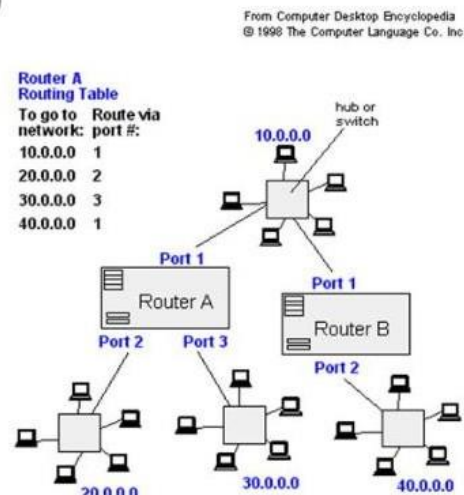 From Computer Desktop Encyclopedia
© 1998 The Computer Language Co. Inc
Router A
Routing Table
To go to Route via
network: port #:
10.0.0.0 1
20.0.0.0 2
30.0.0.0 3
40.0.0.0 1
hub or
switch
10.0.0.0
Port 1
Router A
Port 2 Port 3
Port 1
Router B
Port 2
20.0.0.0
30.0.0.0
40.0.0.0